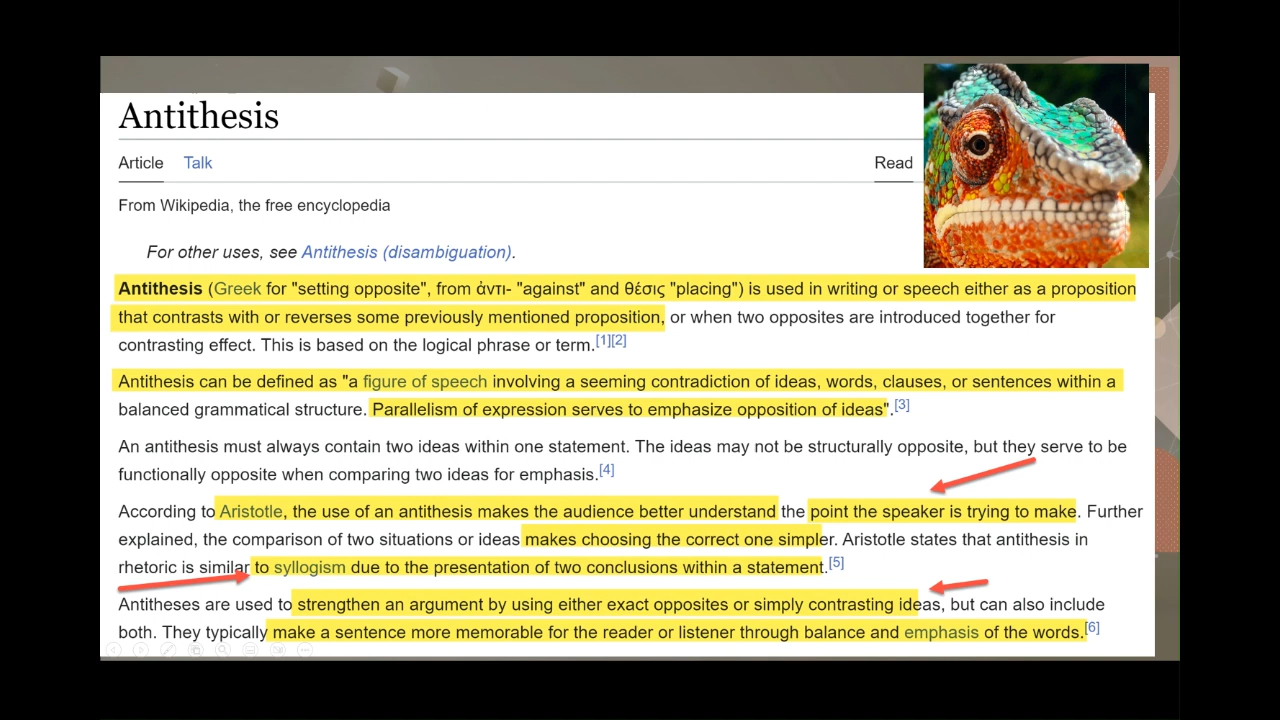 Antithesis
Article Talk Read
From Wikipedia, the free encyclopedia
For other uses, see Antithesis (disambiguation).
Antithesis (Greek for "setting opposite", from ἀντι- "against" and θέσις "placing") is used in writing or speech either as a proposition
that contrasts with or reverses some previously mentioned proposition, or when two opposites are introduced together for
contrasting effect. This is based on the logical phrase or term.[1][2]
Antithesis can be defined as "a figure of speech involving a seeming contradiction of ideas, words, clauses, or sentences within a
balanced grammatical structure. Parallelism of expression serves to emphasize opposition of ideas".[3]
An antithesis must always contain two ideas within one statement. The ideas may not be structurally opposite, but they serve to be
functionally opposite when comparing two ideas for emphasis.[4]
According to Aristotle, the use of an antithesis makes the audience better understand the point the speaker is trying to make. Further
explained, the comparison of two situations or ideas makes choosing the correct one simpler. Aristotle states that antithesis in
rhetoric is similar to syllogism due to the presentation of two conclusions within a statement.[5]
Antitheses are used to strengthen an argument by using either exact opposites or simply contrasting ideas, but can also include
both. They typically make a sentence more memorable for the reader or listener through balance and emphasis of the words.[6]